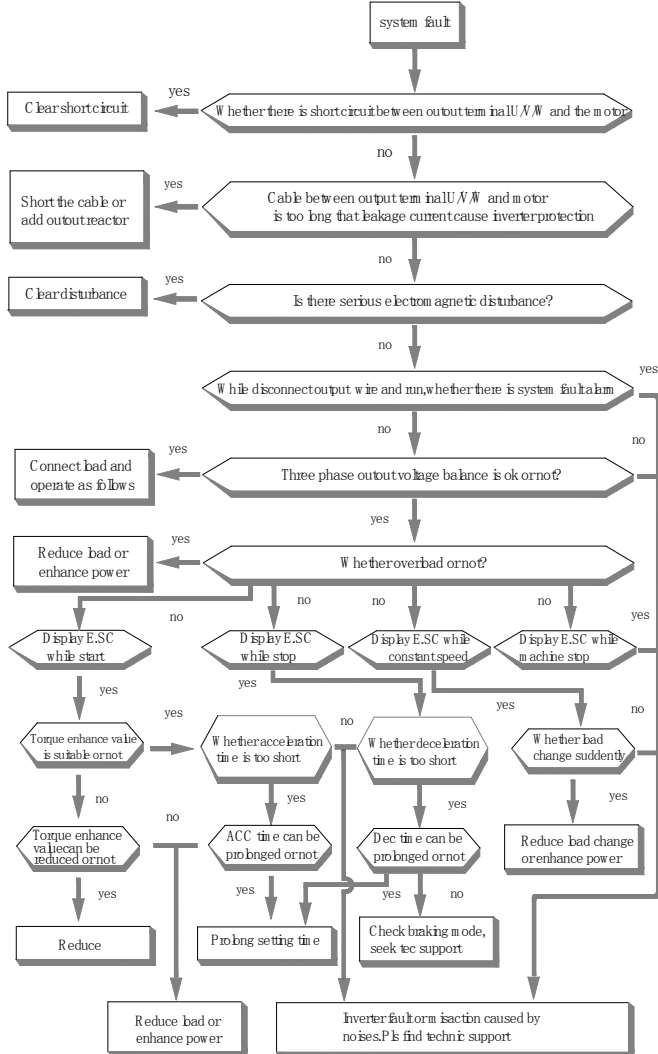 system fault
yes
Clear short circuit
Whether there is short circuit between outout terminal U/V/W and the motor
no
yes
Short the cable or
add outout reactor
Cable between output terminal U/V/W and motor
is too long that leakage current cause inverter protection
no
yes
Clear disturbance
Is there serious electromagnetic disturbance?
no
yes
While disconnect output wire and run, whether there is system fault alarm
no
no
yes
Connect load and
operate as follows
Three phase outout voltage balance is ok or not?
yes
yes
Reduce load or
enhance power
Whether overload or not?
no
no
no
no
yes
Display E.SC
while start
Display E.SC
while stop
Display E.SC while
constant speed
Display E.SC while
machine stop
yes
yes
yes
no
Torque enhance value
is suitable or not
yes
Whether acceleration
time is too short
no
Whether deceleration
time is too short
Whether load
change suddently
no
yes
yes
yes
Torque enhance
value can be
reduced or not
no
ACC time can be
prolonged or not
Dec time can be
prolonged or not
Reduce load change
or enhance power
yes
yes
yes
no
Reduce
Prolong setting time
Check braking mode,
seek tec support
Reduce load or
enhance power
Inverter fault or misaction caused by
noises.Pls find technic support